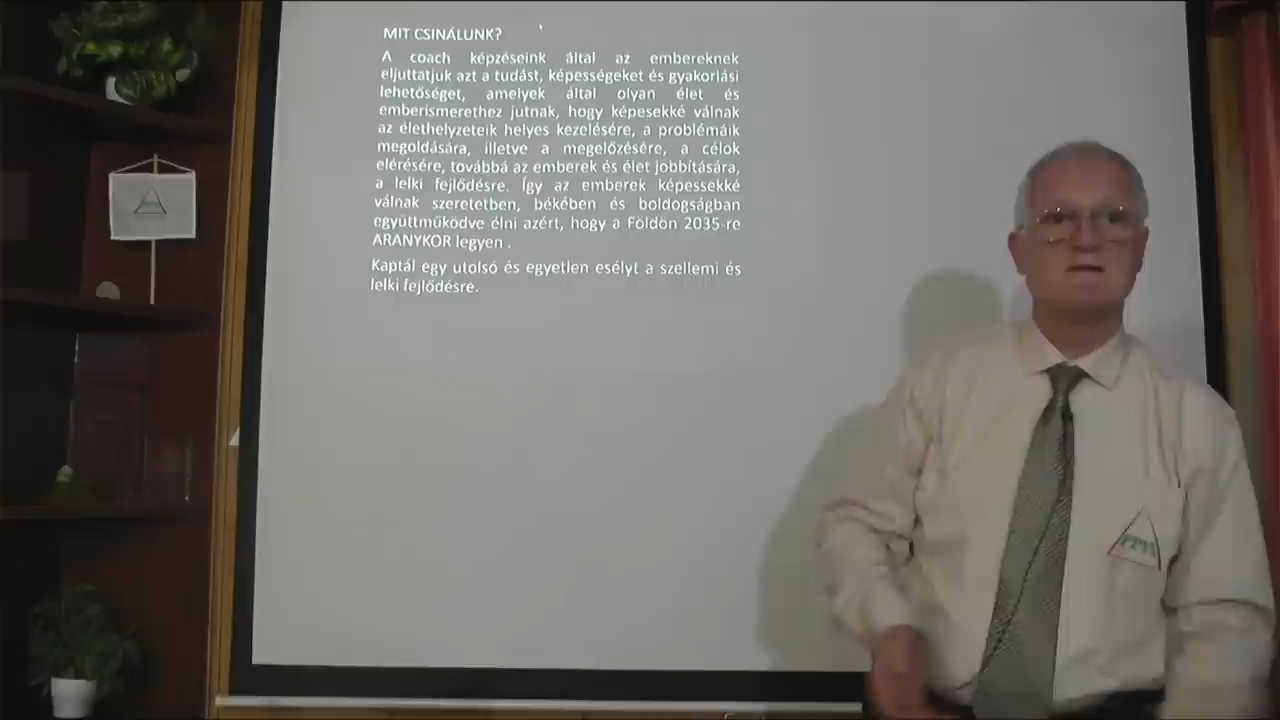 MIT CSINÁLUNK?
A coach képzéseink által az embereknek
eljuttatjuk azt a tudást, képességeket és gyakorlási
lehetőséget, amelyek által olyan élet és
emberismerethez jutnak, hogy képesekké válnak
az élethelyzeteik helyes kezelésére, a problémáik
megoldására, illetve a megelőzésére, a célok
elérésére, továbbá az emberek és élet jobbítására,
a lelki fejlődésre. Így az emberek képessekké
válnak szeretetben, békében és boldogságban
együttműködve élni azért, hogy a Földön 2035-re
ARANYKOR legyen .
Kaptál egy utolsó és egyetlen esélyt a szellemi és
lelki fejlődésre.